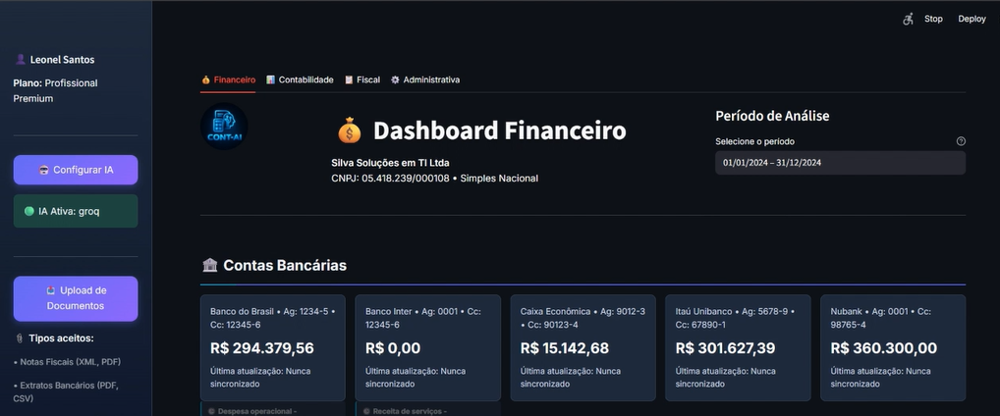 Stop
Deploy
Leonel Santos
Plano: Profissional
Premium
Configurar IA
IA Ativa: groq
Upload de
Documentos
Tipos aceitos:
• Notas Fiscais (XML, PDF)
• Extratos Bancários (PDF,
CSV)
Financeiro
Contabilidade
Fiscal
Administrativa
CONT-AI
Dashboard Financeiro
Silva Soluções em TI Ltda
CNPJ: 05.418.239/000108 • Simples Nacional
Período de Análise
Selecione o período
01/01/2024 – 31/12/2024
Contas Bancárias
Banco do Brasil • Ag: 1234-5 •
Cc: 12345-6
R$ 294.379,56
Última atualização: Nunca
sincronizado
Banco Inter • Ag: 0001 • Cc:
12345-6
R$ 0,00
Última atualização: Nunca
sincronizado
Caixa Econômica • Ag: 9012-3
• Cc: 90123-4
R$ 15.142,68
Última atualização: Nunca
sincronizado
Itaú Unibanco • Ag: 5678-9 •
Cc: 67890-1
R$ 301.627,39
Última atualização: Nunca
sincronizado
Nubank • Ag: 0001 • Cc:
98765-4
R$ 360.300,00
Última atualização: Nunca
sincronizado
Despesa operacional -
Receita de serviços -